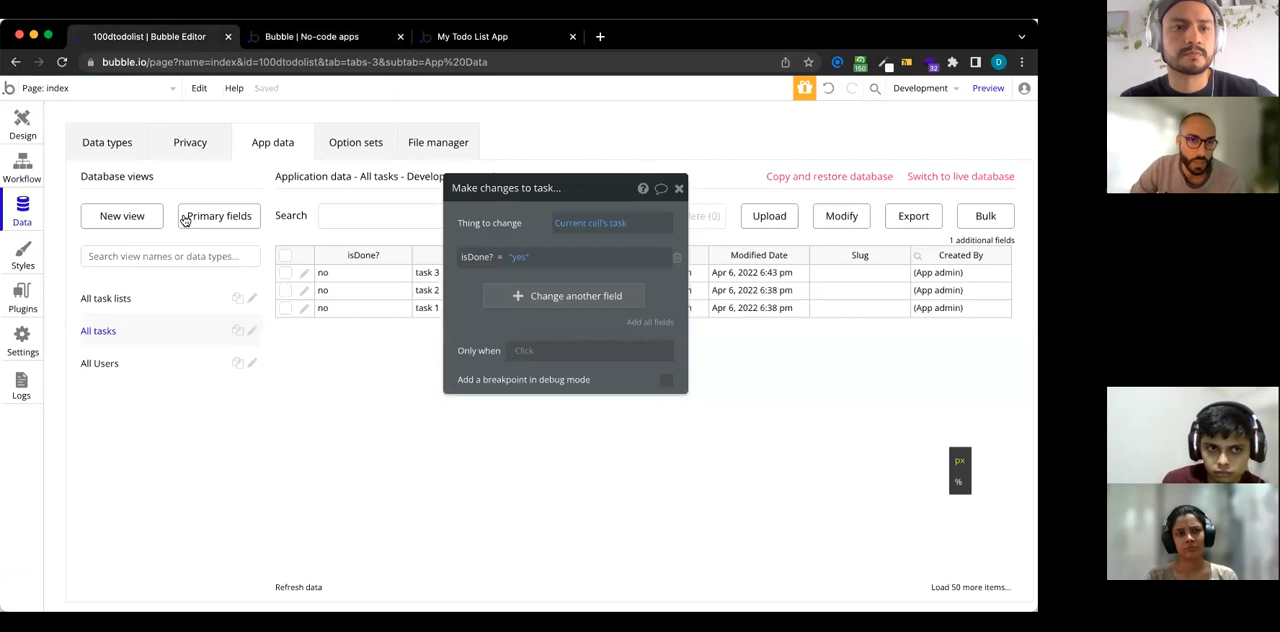 100dtodolist | Bubble Editor
Bubble | No-code apps
My Todo List App
bubble.io/page?name=index&id=100dtodolist&tab=tabs-3&subtab=App%20Data
150
32
D
Page: index
Edit
Help
Saved
Development
Preview
Design
Workflow
Data
Styles
Plugins
Settings
Logs
Data types
Privacy
App data
Option sets
File manager
Database views
Application data - All tasks - Develop
Copy and restore database
Switch to live database
New view
Primary fields
Search
(0)
Upload
Modify
Export
Bulk
1 additional fields
Search view names or data types...
All task lists
All tasks
All Users
isDone?
Modified Date
Slug
Created By
no
task 3
Apr 6, 2022 6:43 pm
(App admin)
no
task 2
Apr 6, 2022 6:38 pm
(App admin)
no
task 1
Apr 6, 2022 6:38 pm
(App admin)
Make changes to task...
Thing to change
Current cell's task
isDone? = "yes"
Change another field
Add all fields
Only when
Click
Add a breakpoint in debug mode
px
%
Refresh data
Load 50 more items...